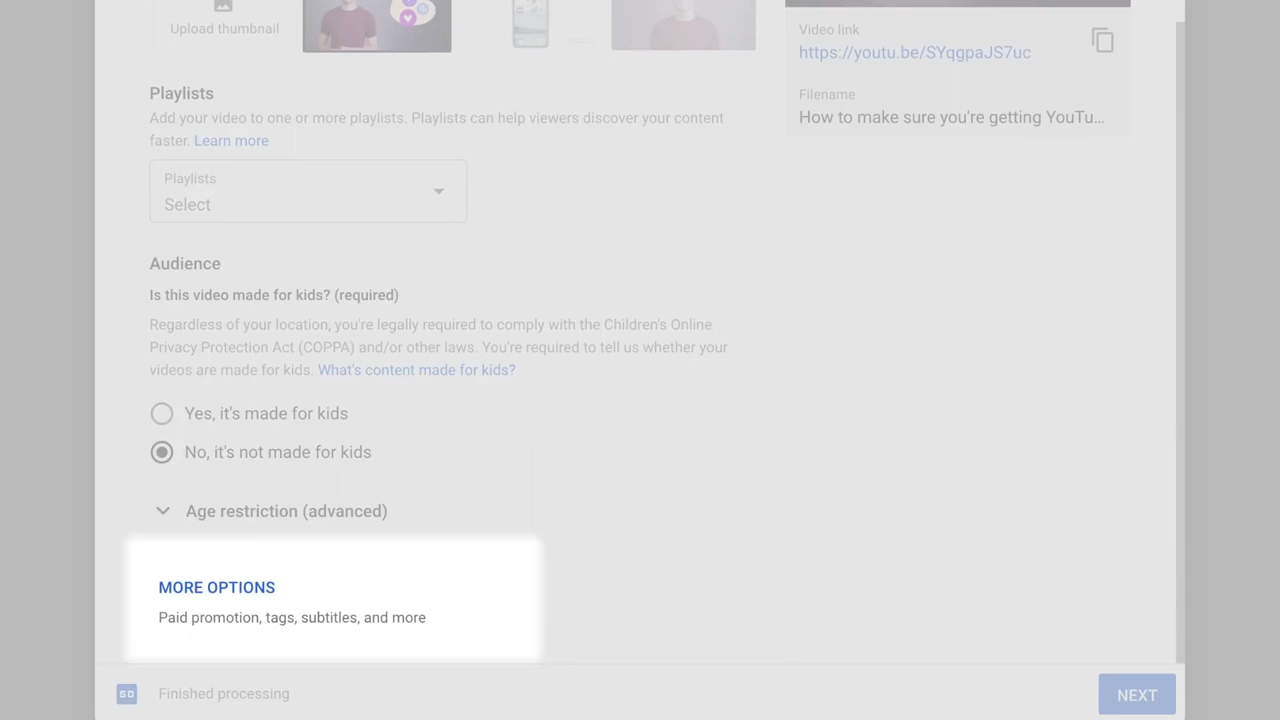 Upload thumbnail
Video link
https://youtu.be/SYqgpaJS7uc
Filename
How to make sure you're getting YouTu...
Playlists
Add your video to one or more playlists. Playlists can help viewers discover your content
faster. Learn more
Playlists
Select
Audience
Is this video made for kids? (required)
Regardless of your location, you're legally required to comply with the Children's Online
Privacy Protection Act (COPPA) and/or other laws. You're required to tell us whether your
videos are made for kids. What's content made for kids?
Yes, it's made for kids
No, it's not made for kids
Age restriction (advanced)
MORE OPTIONS
Paid promotion, tags, subtitles, and more
SD Finished processing
NEXT